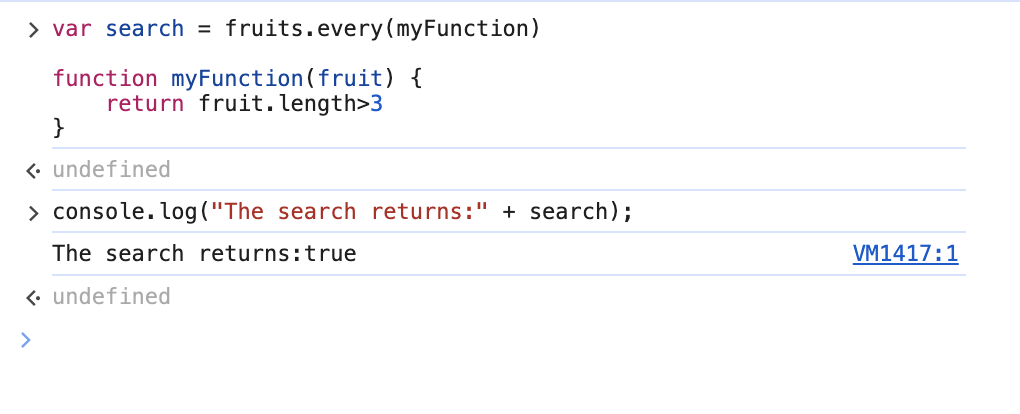 var search = fruits.every(myFunction)
function myFunction(fruit) {
    return fruit.length>3
}
undefined
console.log("The search returns:" + search);
The search returns:true VM1417:1
undefined